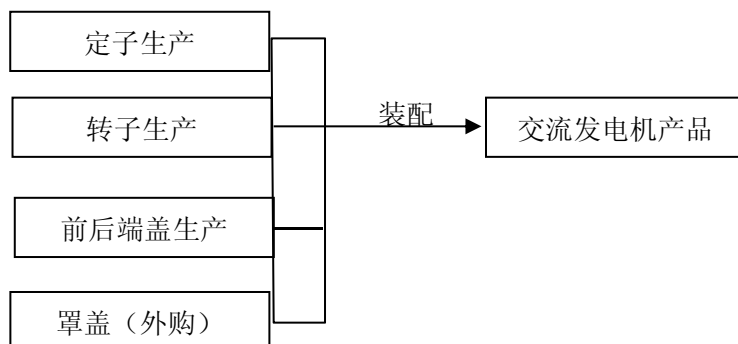 定子生产
转子生产
装配
交流发电机产品
前后端盖生产
罩盖（外购）